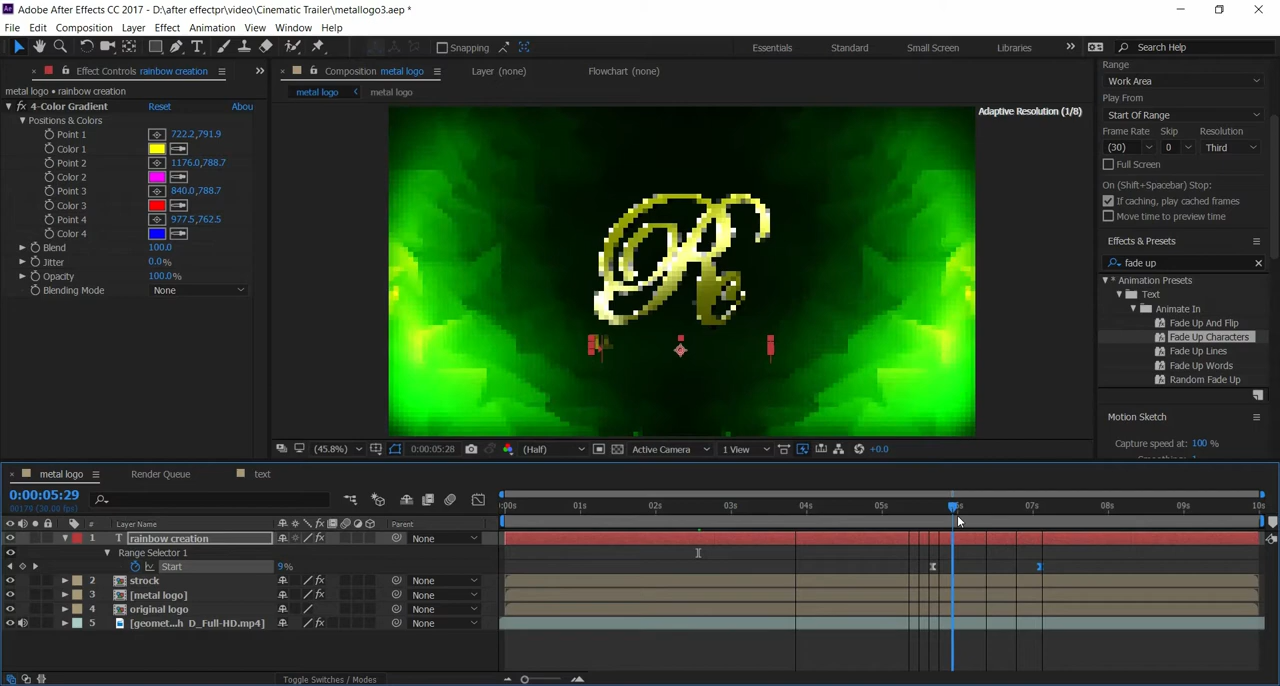 Adobe After Effects CC 2017 - D:\after effectpr\video\Cinematic Trailer\metallogo3.aep *
File Edit Composition Layer Effect Animation View Window Help
Snapping Essentials Standard Small Screen Libraries Search Help
Effect Controls rainbow creation
metal logo • rainbow creation
fx 4-Color Gradient Reset Abou
Positions & Colors
Point 1 722.2,791.9
Color 1
Point 2 1176.0,788.7
Color 2
Point 3 840.0,788.7
Color 3
Point 4 977.5,762.5
Color 4
Blend 100.0
Jitter 0.0%
Opacity 100.0%
Blending Mode None
Composition metal logo Layer (none) Flowchart (none)
metal logo metal logo
Adaptive Resolution (1/8)
R
(45.8%) 0:00:05:28 (Half) Active Camera 1 View +0.0
Range
Work Area
Play From
Start Of Range
Frame Rate Skip Resolution
(30) 0 Third
Full Screen
On (Shift+Spacebar) Stop:
If caching, play cached frames
Move time to preview time
Effects & Presets
fade up
* Animation Presets
Text
Animate In
Fade Up And Flip
Fade Up Characters
Fade Up Lines
Fade Up Words
Random Fade Up
Motion Sketch
Capture speed at: 100 %
metal logo Render Queue text
0:00:05:29
00179 (30.00 fps)
:00s 01s 02s 03s 04s 05s 06s 07s 08s 09s 10s
# Layer Name Parent
1 T rainbow creation None
Range Selector 1
Start 9%
2 strock None
3 [metal logo] None
4 original logo None
5 [geomet...h D_Full-HD.mp4] None
Toggle Switches / Modes